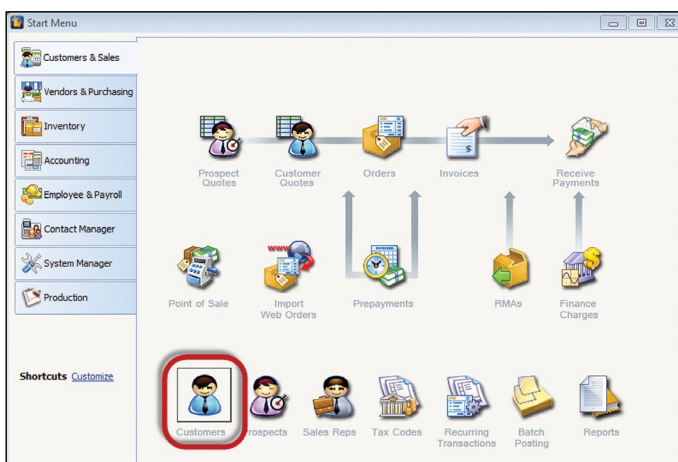 Start Menu
Customers & Sales
Vendors & Purchasing
Inventory
Accounting
Employee & Payroll
Contact Manager
System Manager
Production
Shortcuts Customize
Prospect
Quotes
Customer
Quotes
Orders
Invoices
$
Receive
Payments
Point of Sale
www
Import
Web Orders
Prepayments
RMAs
$
Finance
Charges
Customers
rospects
Sales Reps
Tax Codes
Recurring
Transactions
Batch
Posting
Reports